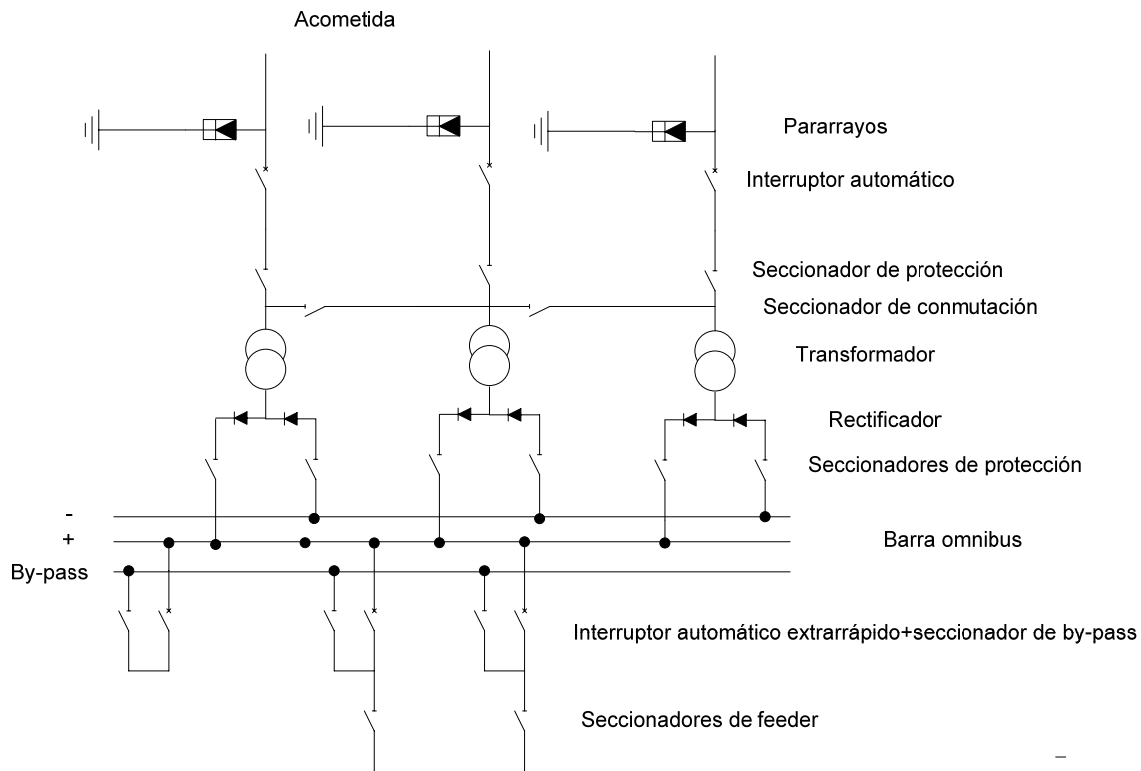 Acometida
Pararrayos
Interruptor automático
Seccionador de protección
Seccionador de conmutación
Transformador
Rectificador
Seccionadores de protección
-
+
Barra omnibus
By-pass
Interruptor automático extrarrápido+seccionador de by-pass
Seccionadores de feeder
_